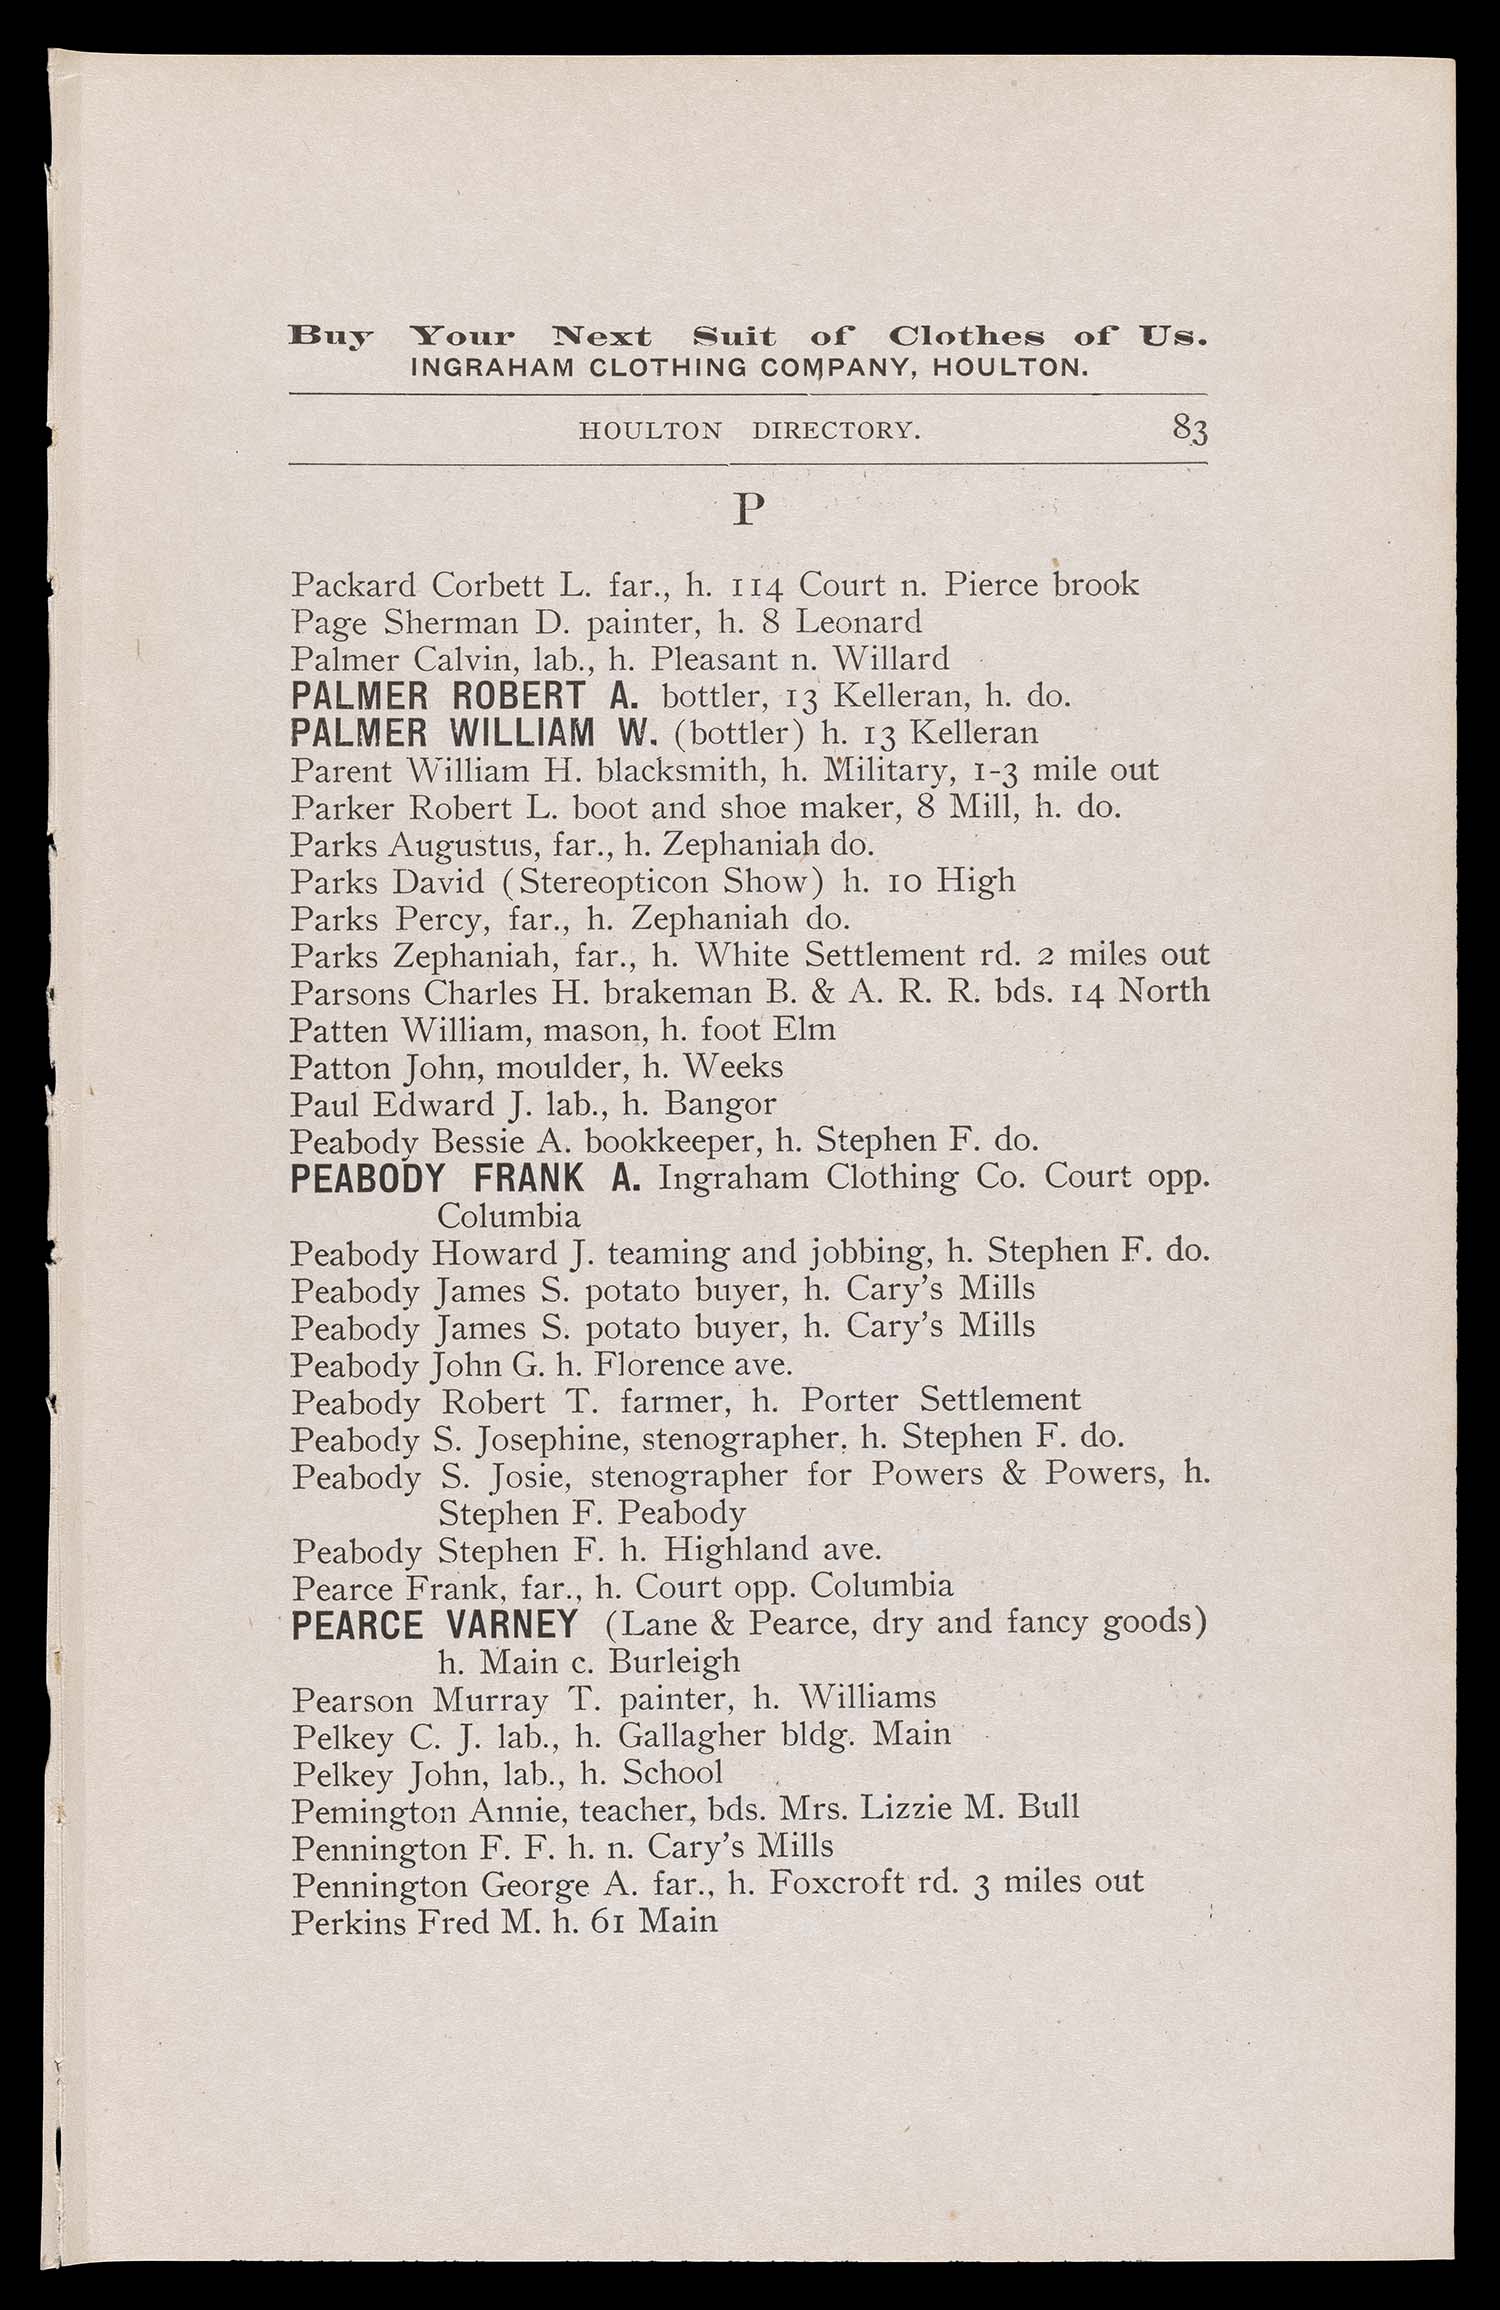 Buy Your Next Suit of Clothes of Us.
INGRAHAM CLOTHING COMPANY, HOULTON.
HOULTON DIRECTORY. 83
P
Packard Corbett L. far., h. 114 Court n. Pierce brook
Page Sherman D. painter, h. 8 Leonard
Palmer Calvin, lab., h. Pleasant n. Willard
PALMER ROBERT A. bottler, 13 Kelleran, h. do.
PALMER WILLIAM W. (bottler) h. 13 Kelleran
Parent William H. blacksmith, h. Military, 1-3 mile out
Parker Robert L. boot and shoe maker, 8 Mill, h. do.
Parks Augustus, far., h. Zephaniah do.
Parks David (Stereopticon Show) h. 10 High
Parks Percy, far., h. Zephaniah do.
Parks Zephaniah, far., h. White Settlement rd. 2 miles out
Parsons Charles H. brakeman B. & A. R. R. bds. 14 North
Patten William, mason, h. foot Elm
Patton John, moulder, h. Weeks
Paul Edward J. lab., h. Bangor
Peabody Bessie A. bookkeeper, h. Stephen F. do.
PEABODY FRANK A. Ingraham Clothing Co. Court opp.
Columbia
Peabody Howard J. teaming and jobbing, h. Stephen F. do.
Peabody James S. potato buyer, h. Cary's Mills
Peabody James S. potato buyer, h. Cary's Mills
Peabody John G. h. Florence ave.
Peabody Robert T. farmer, h. Porter Settlement
Peabody S. Josephine, stenographer, h. Stephen F. do.
Peabody S. Josie, stenographer for Powers & Powers, h.
Stephen F. Peabody
Peabody Stephen F. h. Highland ave.
Pearce Frank, far., h. Court opp. Columbia
PEARCE VARNEY (Lane & Pearce, dry and fancy goods)
h. Main c. Burleigh
Pearson Murray T. painter, h. Williams
Pelkey C. J. lab., h. Gallagher bldg. Main
Pelkey John, lab., h. School
Pemington Annie, teacher, bds. Mrs. Lizzie M. Bull
Pennington F. F. h. n. Cary's Mills
Pennington George A. far., h. Foxcroft rd. 3 miles out
Perkins Fred M. h. 61 Main